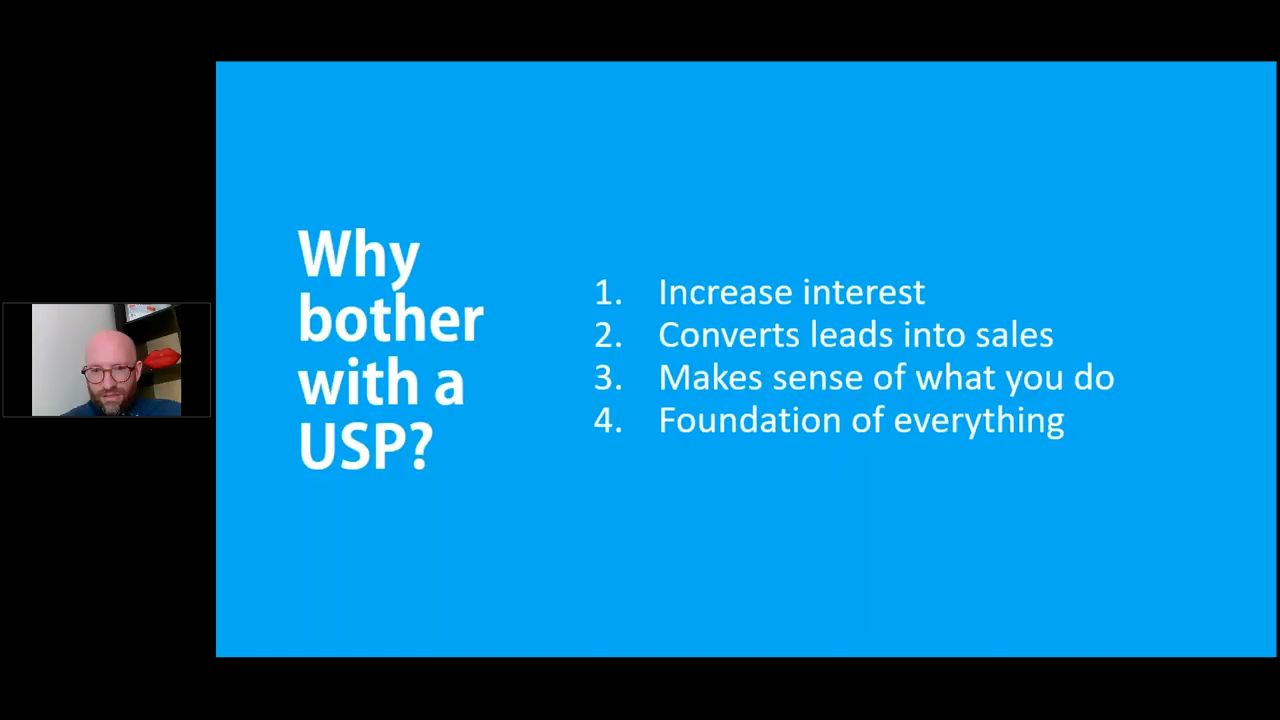 Why
bother
with a
USP?
1. Increase interest
2. Converts leads into sales
3. Makes sense of what you do
4. Foundation of everything